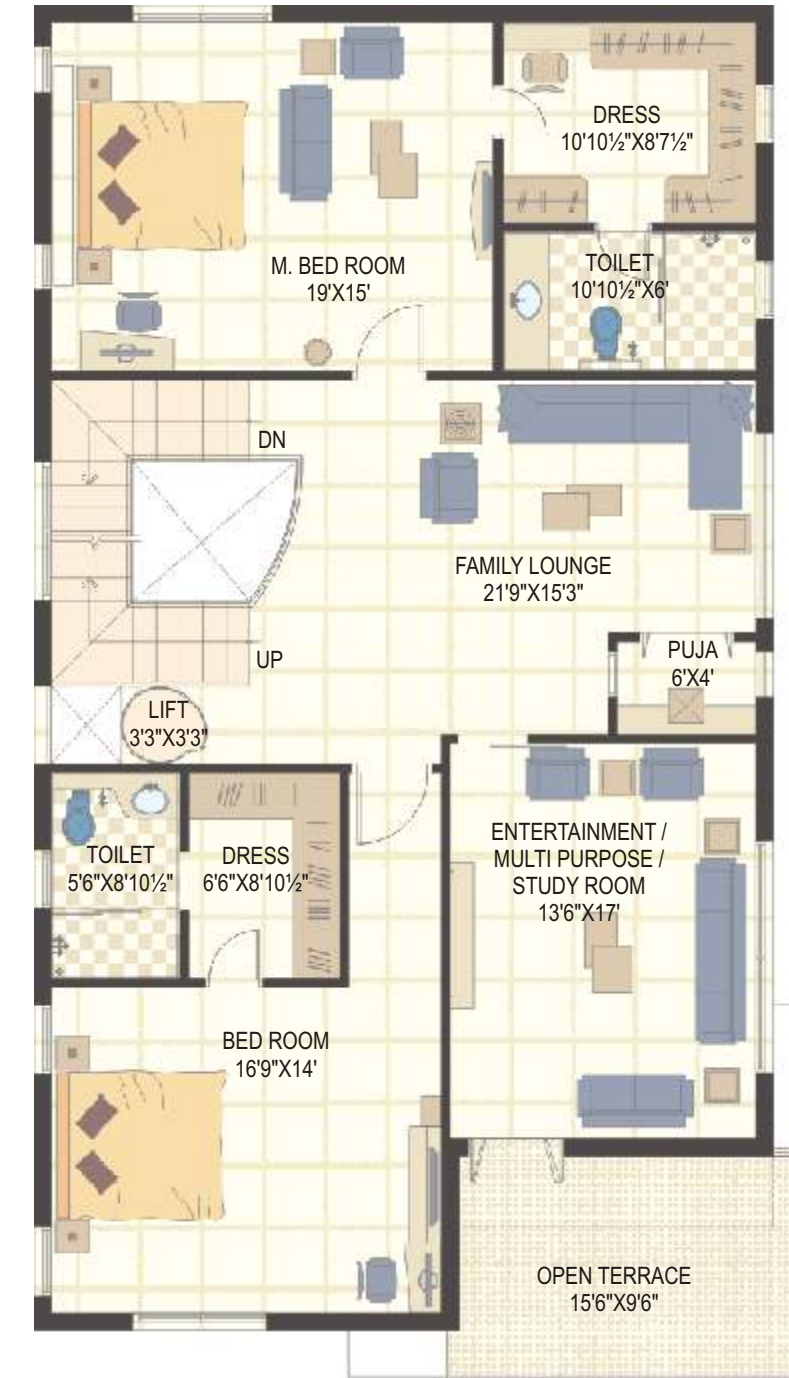 DRESS
10'10½"X8'7½"
M. BED ROOM
19'X15'
TOILET
10'10½"X6'
DN
FAMILY LOUNGE
21'9"X15'3"
UP
PUJA
6'X4'
LIFT
3'3"X3'3"
TOILET
5'6"X8'10½"
DRESS
6'6"X8'10½"
ENTERTAINMENT /
MULTI PURPOSE /
STUDY ROOM
13'6"X17'
BED ROOM
16'9"X14'
OPEN TERRACE
15'6"X9'6"